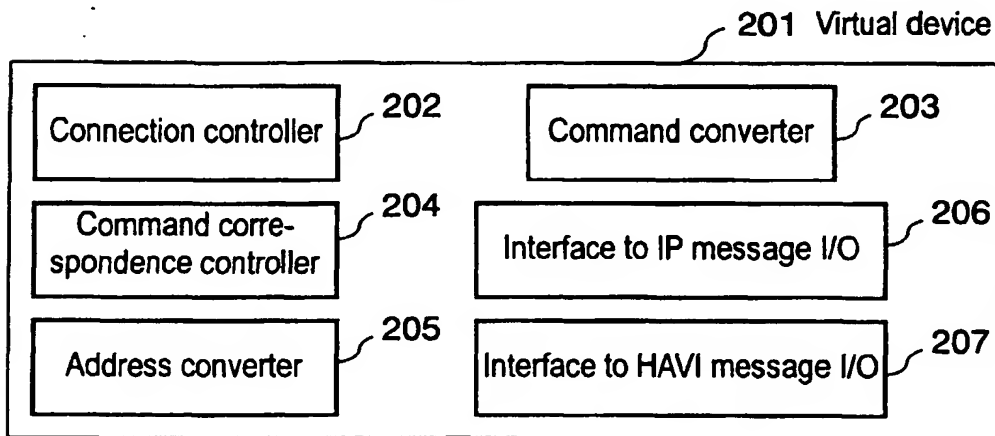 201 Virtual device
Connection controller
202
Command converter
203
Command corre-
spondence controller
204
Interface to IP message I/O
206
Address converter
205
Interface to HAVI message I/O
207